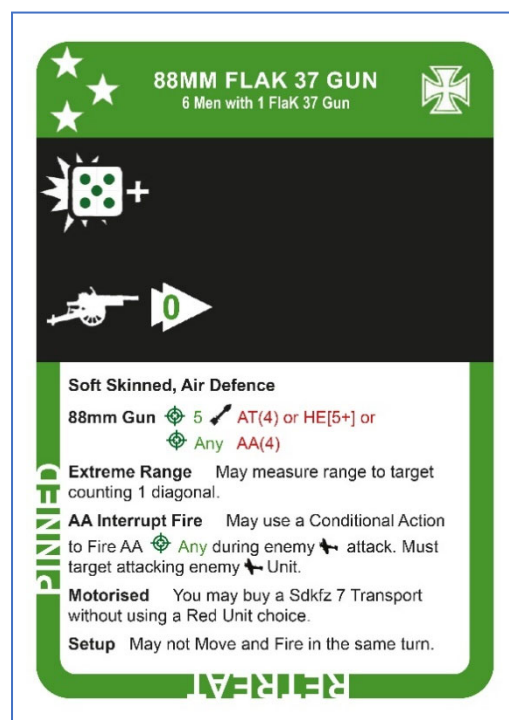 88MM FLAK 37 GUN
6 Men with 1 FlaK 37 Gun
+
0
Soft Skinned, Air Defence
88mm Gun 5 AT(4) or HE[5+] or
Any AA(4)
Extreme Range May measure range to target
counting 1 diagonal.
AA Interrupt Fire May use a Conditional Action
to Fire AA Any during enemy attack. Must
target attacking enemy Unit.
Motorised You may buy a Sdkfz 7 Transport
without using a Red Unit choice.
Setup May not Move and Fire in the same turn.
PINNED
RETREAT